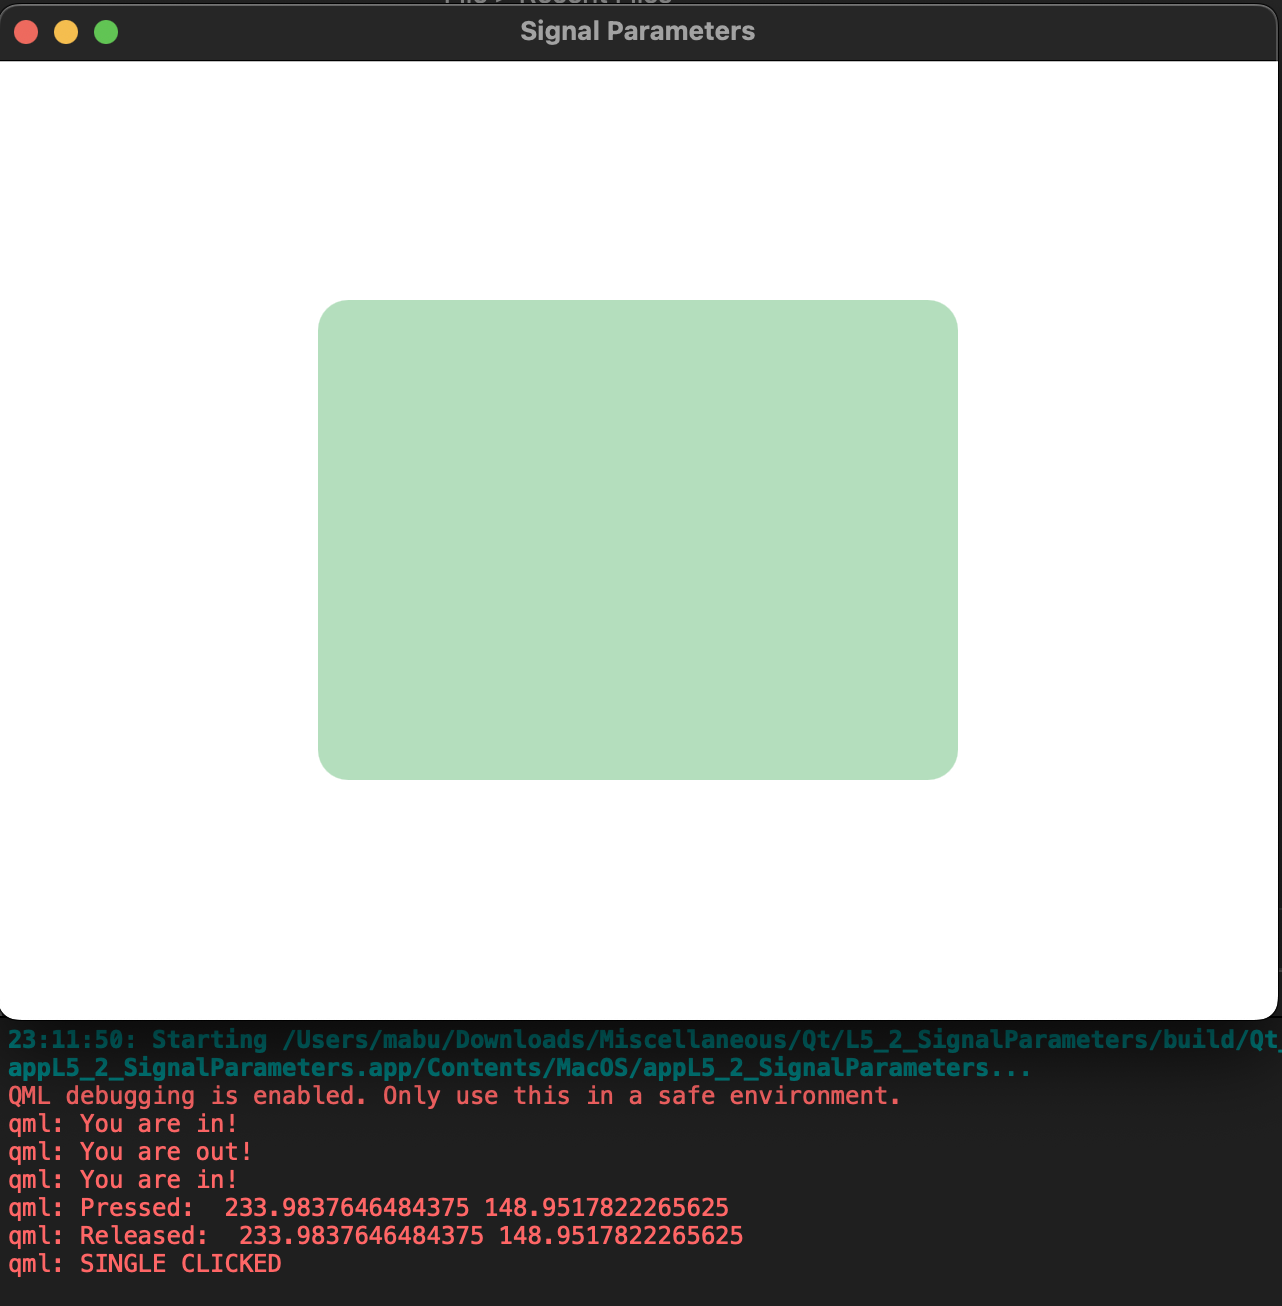 Signal Parameters
23:11:50: Starting /Users/mabu/Downloads/Miscellaneous/Qt/L5_2_SignalParameters/build/Qt_
appL5_2_SignalParameters.app/Contents/MacOS/appL5_2_SignalParameters...
QML debugging is enabled. Only use this in a safe environment.
qml: You are in!
qml: You are out!
qml: You are in!
qml: Pressed:  233.9837646484375 148.9517822265625
qml: Released:  239.9837646484375 148.9517822265625
qml: SINGLE CLICKED